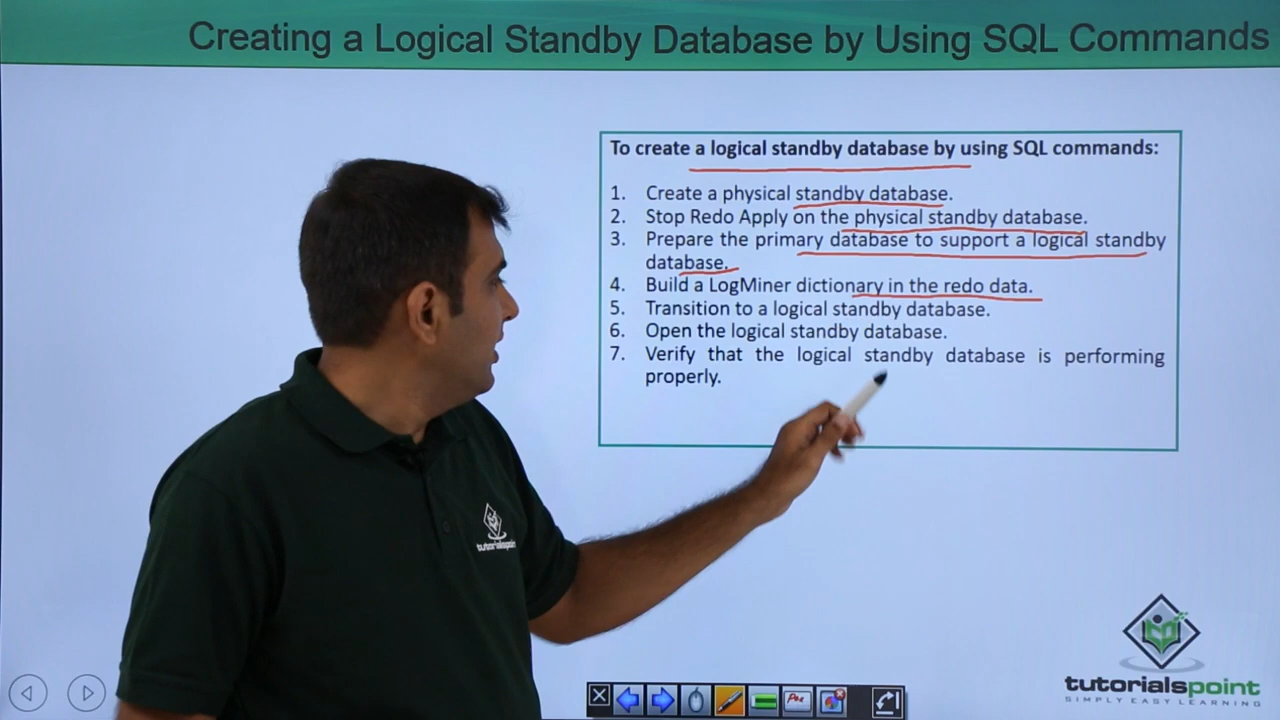 Creating a Logical Standby Database by Using SQL Commands
To create a logical standby database by using SQL commands:
1. Create a physical standby database.
2. Stop Redo Apply on the physical standby database.
3. Prepare the primary database to support a logical standby
database.
4. Build a LogMiner dictionary in the redo data.
5. Transition to a logical standby database.
6. Open the logical standby database.
7. Verify that the logical standby database is performing
properly.
tutorialspoint
tutorialspoint
SIMPLY EASY LEARNING